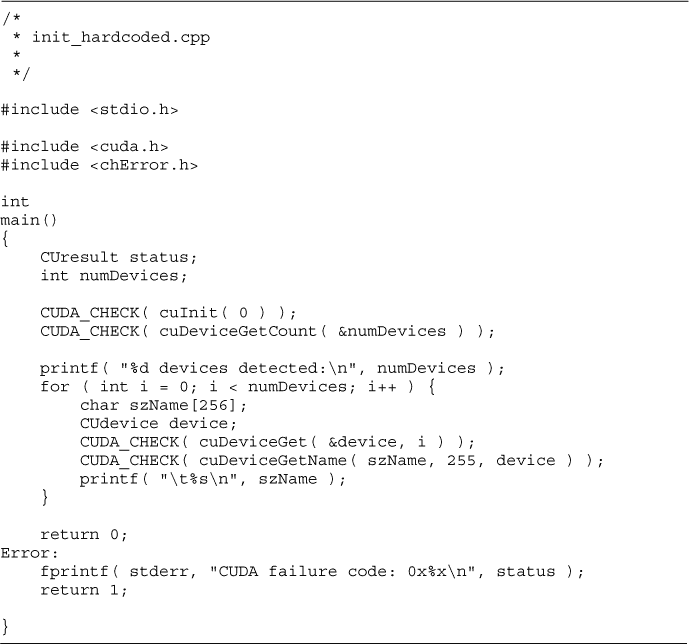 /*
 * init_hardcoded.cpp
 *
 */

#include <stdio.h>

#include <cuda.h>
#include <chError.h>

int
main()
{
    CUresult status;
    int numDevices;

    CUDA_CHECK( cuInit( 0 ) );
    CUDA_CHECK( cuDeviceGetCount( &numDevices ) );

    printf( "%d devices detected:\n", numDevices );
    for ( int i = 0; i < numDevices; i++ ) {
        char szName[256];
        CUdevice device;
        CUDA_CHECK( cuDeviceGet( &device, i ) );
        CUDA_CHECK( cuDeviceGetName( szName, 255, device ) );
        printf( "\t%s\n", szName );
    }

    return 0;
Error:
    fprintf( stderr, "CUDA failure code: 0x%x\n", status );
    return 1;

}